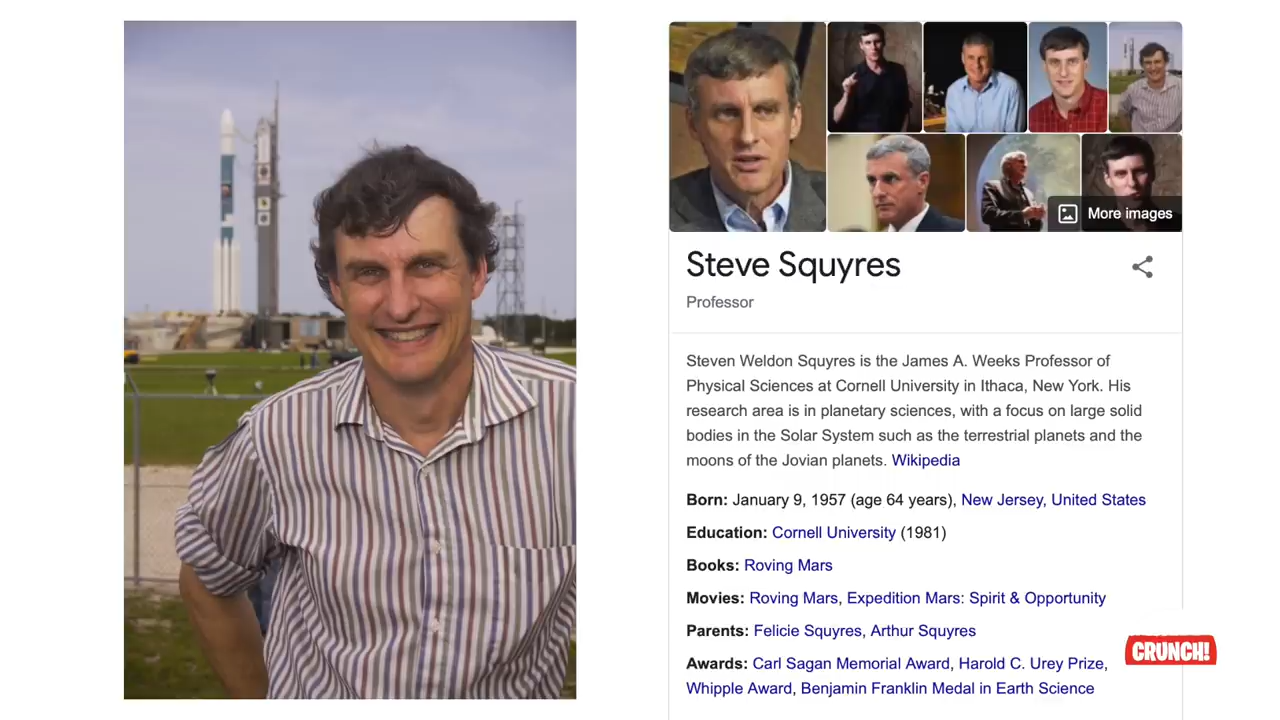 More images
Steve Squyres
Professor
Steven Weldon Squyres is the James A. Weeks Professor of
Physical Sciences at Cornell University in Ithaca, New York. His
research area is in planetary sciences, with a focus on large solid
bodies in the Solar System such as the terrestrial planets and the
moons of the Jovian planets. Wikipedia
Born: January 9, 1957 (age 64 years), New Jersey, United States
Education: Cornell University (1981)
Books: Roving Mars
Movies: Roving Mars, Expedition Mars: Spirit & Opportunity
Parents: Felicie Squyres, Arthur Squyres
Awards: Carl Sagan Memorial Award, Harold C. Urey Prize,
Whipple Award, Benjamin Franklin Medal in Earth Science
CRUNCH!